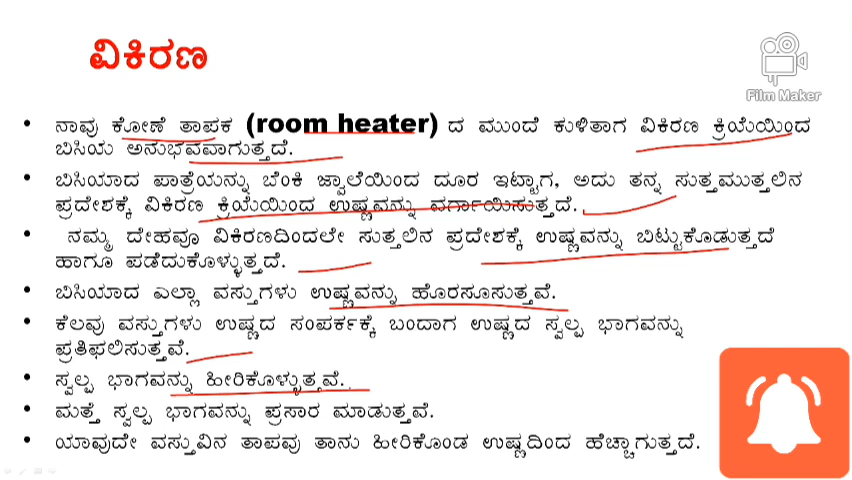 ವಿಕಿರಣ
Film Maker
• ನಾವು ಕೋಣೆ ತಾಪಕ (room heater) ದ ಮುಂದೆ ಕುಳಿತಾಗ ವಿಕಿರಣ ಕ್ರಿಯೆಯಿಂದ
ಬಿಸಿಯ ಅನುಭವವಾಗುತ್ತದೆ.
• ಬಿಸಿಯಾದ ಪಾತ್ರೆಯನ್ನು ಬೆಂಕಿ ಜ್ವಾಲೆಯಿಂದ ದೂರ ಇಟ್ಟಾಗ, ಅದು ತನ್ನ ಸುತ್ತಮುತ್ತಲಿನ
ಪ್ರದೇಶಕ್ಕೆ ವಿಕಿರಣ ಕ್ರಿಯೆಯಿಂದ ಉಷ್ಣವನ್ನು ವರ್ಗಾಯಿಸುತ್ತದೆ.
• ನಮ್ಮ ದೇಹವೂ ವಿಕಿರಣದಿಂದಲೇ ಸುತ್ತಲಿನ ಪ್ರದೇಶಕ್ಕೆ ಉಷ್ಣವನ್ನು ಬಿಟ್ಟುಕೊಡುತ್ತದೆ
ಹಾಗೂ ಪಡೆದುಕೊಳ್ಳುತ್ತದೆ.
• ಬಿಸಿಯಾದ ಎಲ್ಲಾ ವಸ್ತುಗಳು ಉಷ್ಣವನ್ನು ಹೊರಸೂಸುತ್ತವೆ.
• ಕೆಲವು ವಸ್ತುಗಳು ಉಷ್ಣದ ಸಂಪರ್ಕಕ್ಕೆ ಬಂದಾಗ ಉಷ್ಣದ ಸ್ವಲ್ಪ ಭಾಗವನ್ನು
ಪ್ರತಿಫಲಿಸುತ್ತವೆ.
• ಸ್ವಲ್ಪ ಭಾಗವನ್ನು ಹೀರಿಕೊಳ್ಳುತ್ತವೆ.
• ಮತ್ತೆ ಸ್ವಲ್ಪ ಭಾಗವನ್ನು ಪ್ರಸಾರ ಮಾಡುತ್ತವೆ.
• ಯಾವುದೇ ವಸ್ತುವಿನ ತಾಪವು ತಾನು ಹೀರಿಕೊಂಡ ಉಷ್ಣದಿಂದ ಹೆಚ್ಚಾಗುತ್ತದೆ.